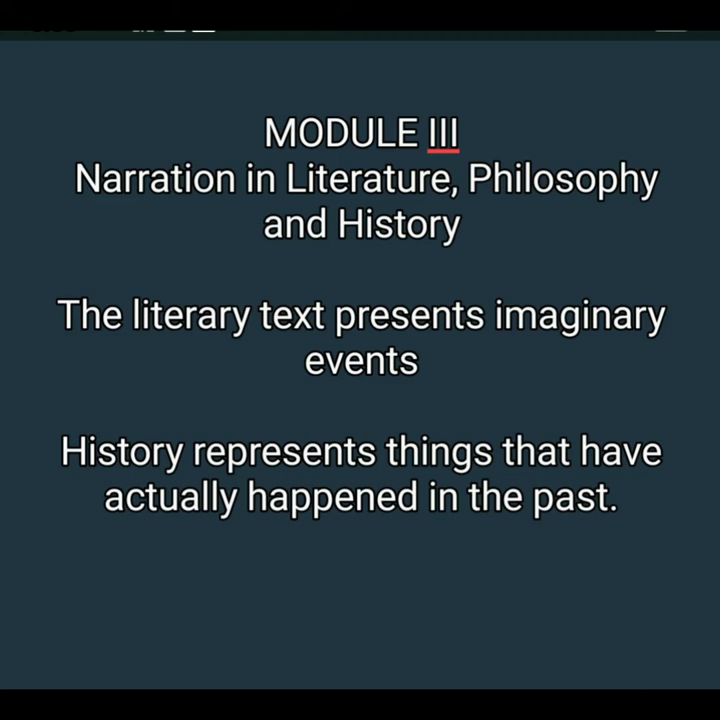 MODULE III
Narration in Literature, Philosophy
and History
The literary text presents imaginary
events
History represents things that have
actually happened in the past.